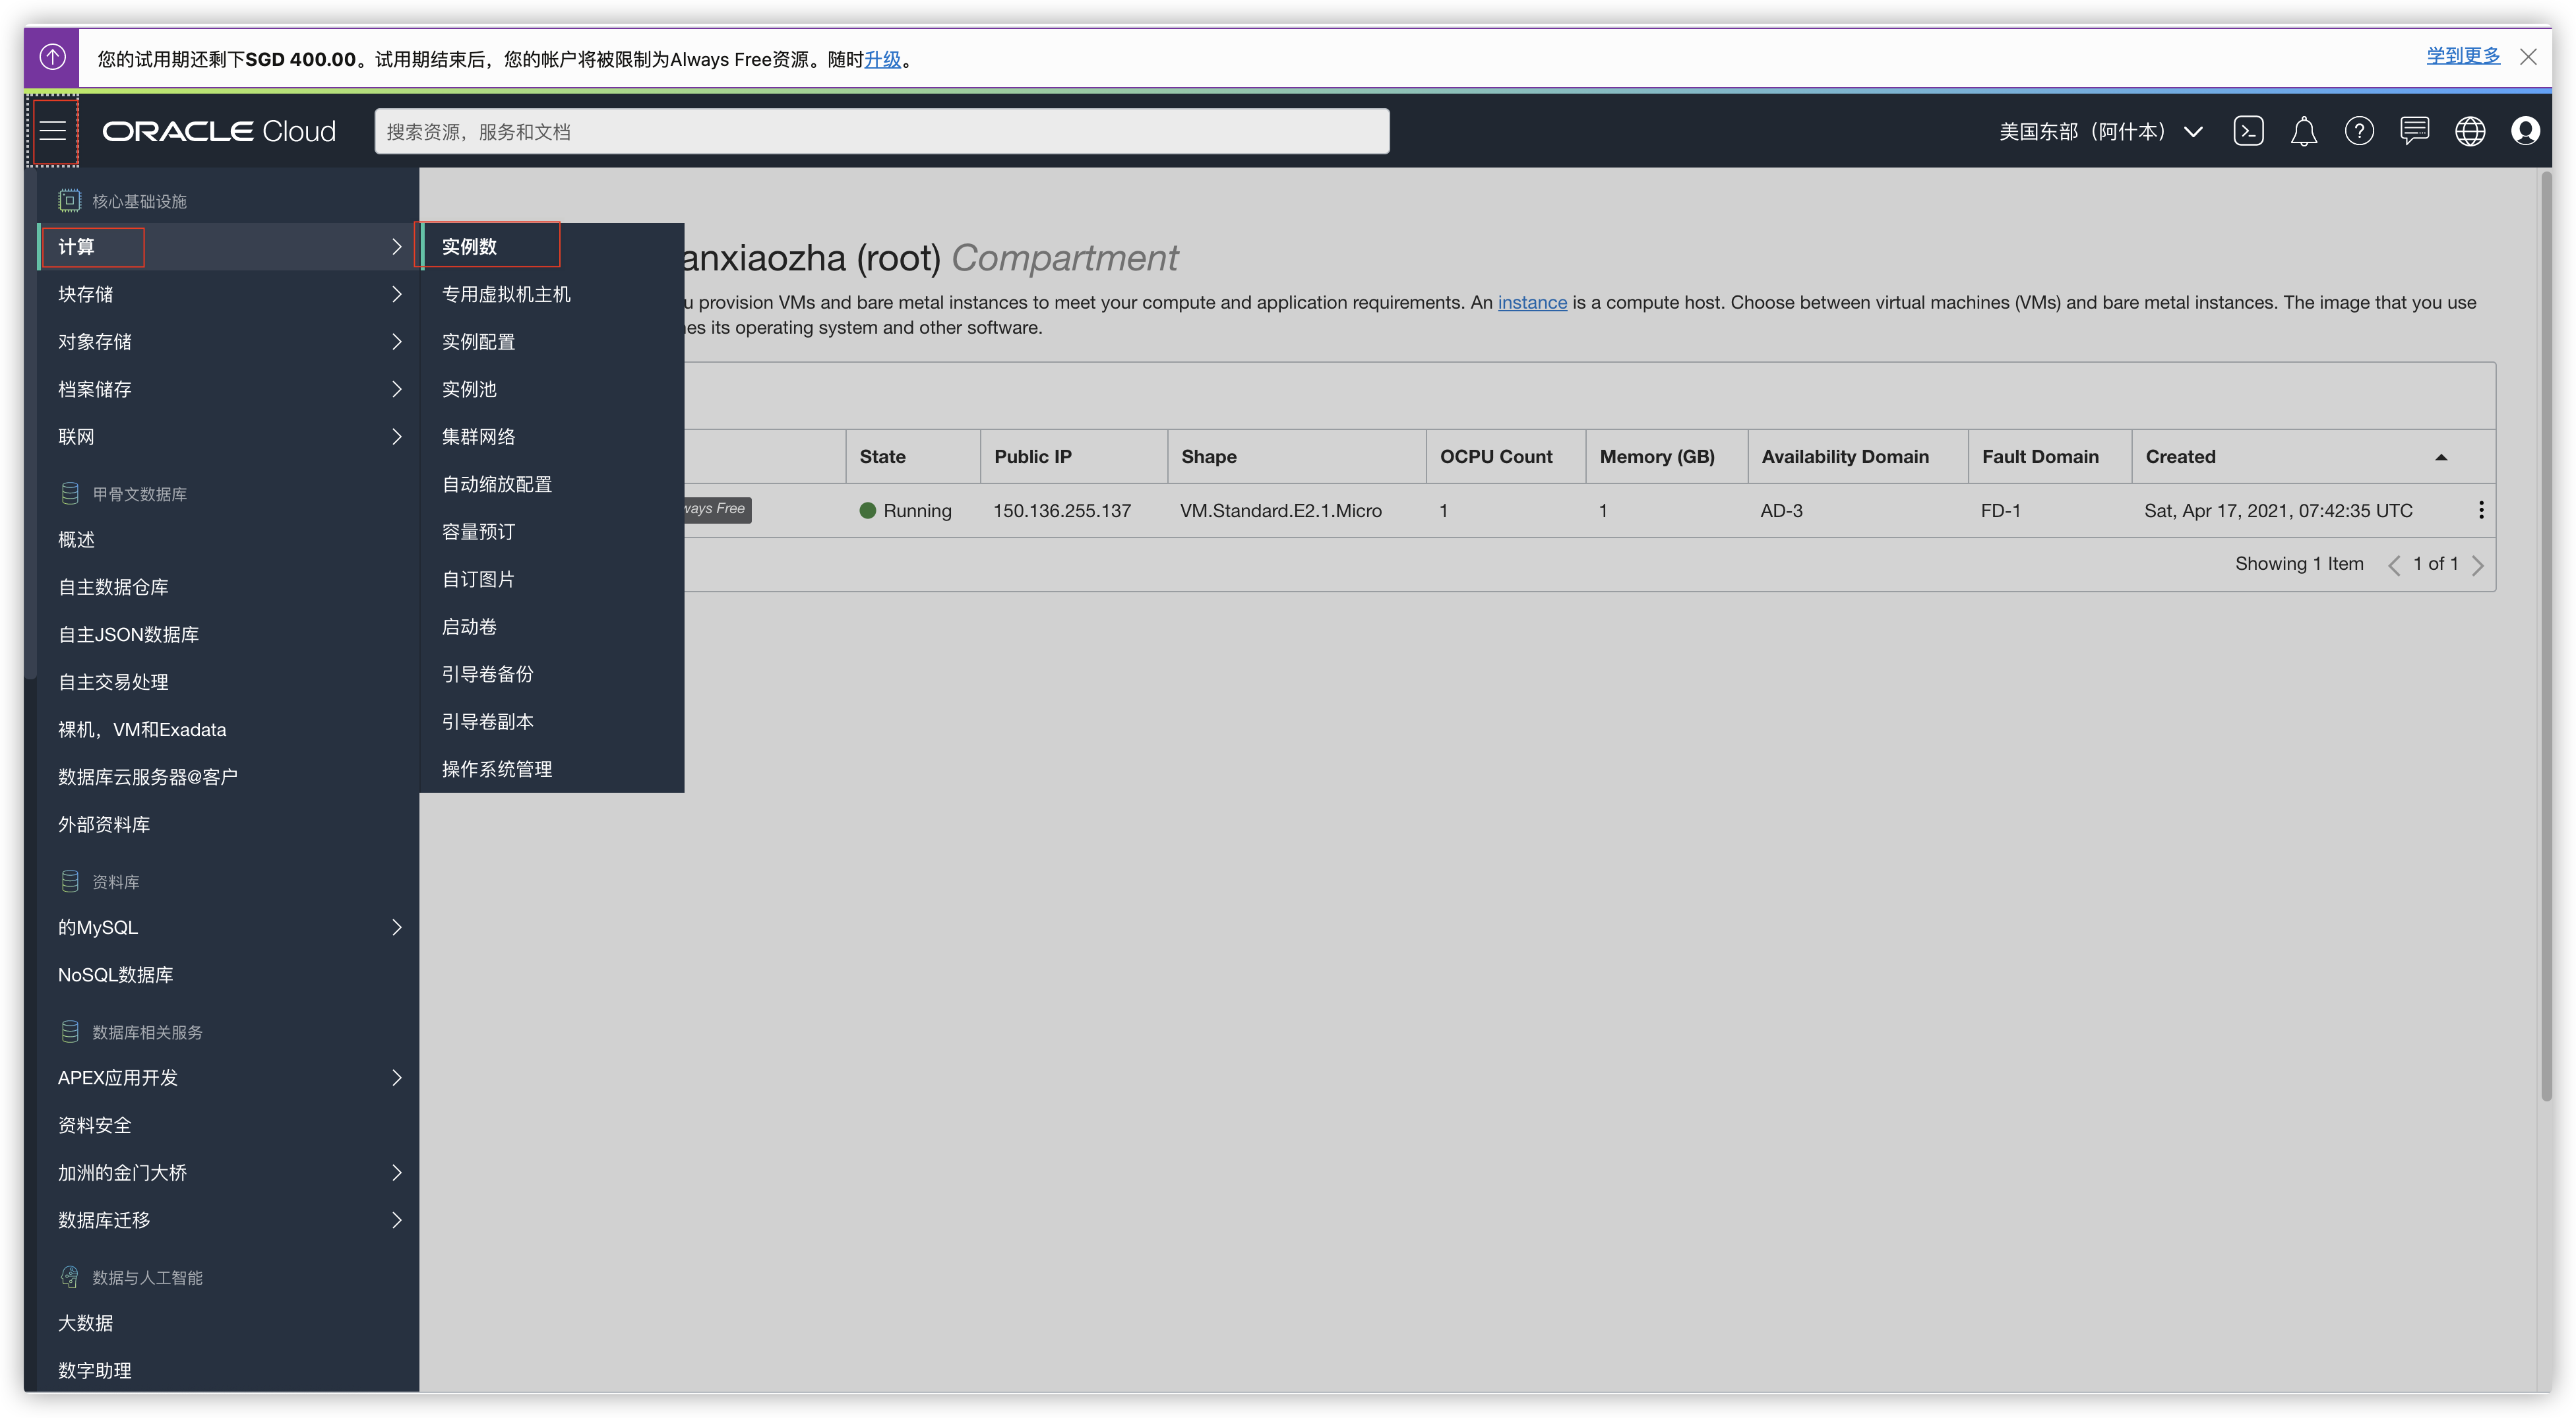 您的试用期还剩下SGD 400.00。试用期结束后，您的帐户将被限制为Always Free资源。随时升级。
学到更多
ORACLE Cloud
搜索资源，服务和文档
美国东部（阿什本）
核心基础设施
计算
块存储
对象存储
档案储存
联网
甲骨文数据库
概述
自主数据仓库
自主JSON数据库
自主交易处理
裸机，VM和Exadata
数据库云服务器@客户
外部资料库
资料库
的MySQL
NoSQL数据库
数据库相关服务
APEX应用开发
资料安全
加洲的金门大桥
数据库迁移
数据与人工智能
大数据
数字助理
实例数
专用虚拟机主机
实例配置
实例池
集群网络
自动缩放配置
容量预订
自订图片
启动卷
引导卷备份
引导卷副本
操作系统管理
anxiaozha (root) Compartment
provision VMs and bare metal instances to meet your compute and application requirements. An instance is a compute host. Choose between virtual machines (VMs) and bare metal instances. The image that you use
its operating system and other software.
State Public IP Shape OCPU Count Memory (GB) Availability Domain Fault Domain Created
ways Free Running 150.136.255.137 VM.Standard.E2.1.Micro 1 1 AD-3 FD-1 Sat, Apr 17, 2021, 07:42:35 UTC
Showing 1 Item 1 of 1